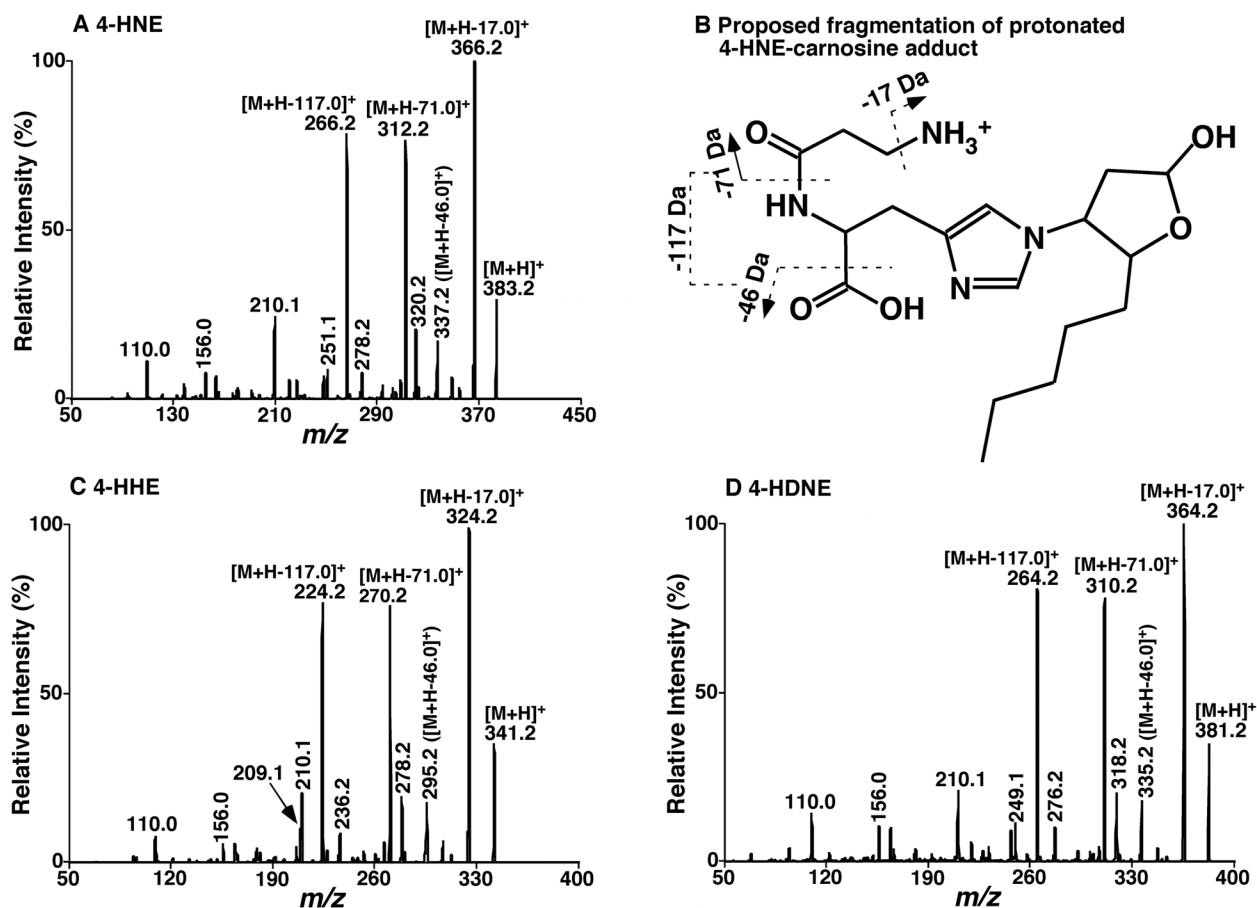 A 4-HNE
[M+H-17.0]+
366.2
[M+H-117.0]+
266.2
[M+H-71.0]+
312.2
337.2 ([M+H-46.0]+)
[M+H]+
383.2
320.2
210.1
251.1
278.2
110.0
156.0
Relative Intensity (%)
100
50
0
50
130
210
290
370
450
m/z
B Proposed fragmentation of protonated
4-HNE-carnosine adduct
-17 Da
NH3+
O
-71 Da
HN
-117 Da
-46 Da
O
OH
N
N
O
OH
C 4-HHE
[M+H-17.0]+
324.2
[M+H-117.0]+
224.2
[M+H-71.0]+
270.2
295.2 ([M+H-46.0]+)
[M+H]+
341.2
278.2
210.1
209.1
236.2
110.0
156.0
Relative Intensity (%)
100
50
0
50
120
190
260
330
400
m/z
D 4-HDNE
[M+H-17.0]+
364.2
[M+H-117.0]+
264.2
[M+H-71.0]+
310.2
335.2 ([M+H-46.0]+)
[M+H]+
381.2
318.2
210.1
249.1
276.2
110.0
156.0
Relative Intensity (%)
100
50
0
50
120
190
260
330
400
m/z